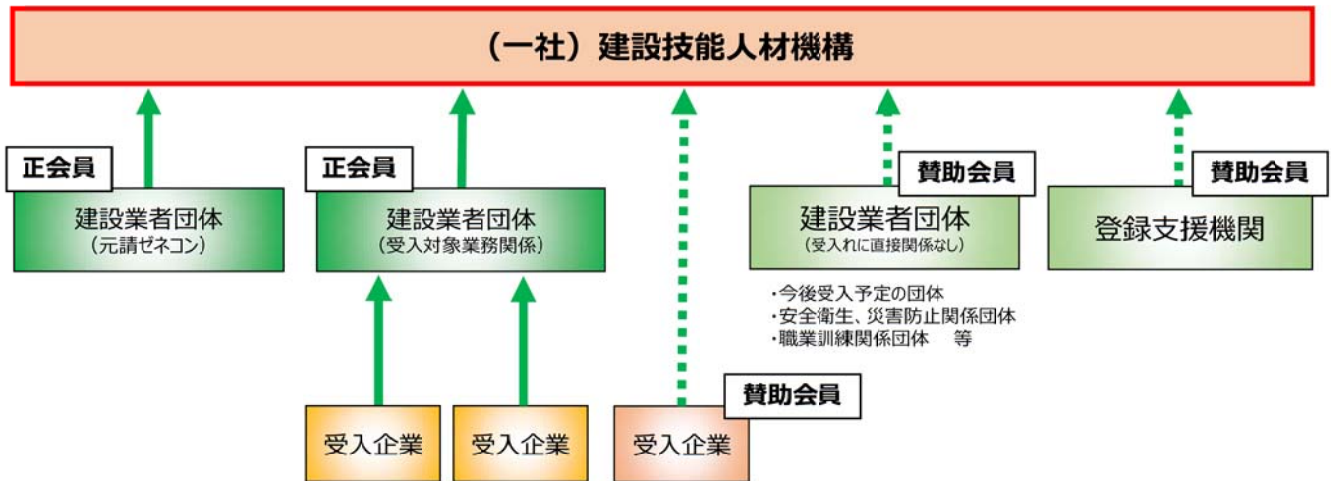 （一社）建設技能人材機構
正会員
建設業者団体
（元請ゼネコン）
正会員
建設業者団体
（受入対象業務関係）
賛助会員
建設業者団体
（受入れに直接関係なし）
・今後受入予定の団体
・安全衛生、災害防止関係団体
・職業訓練関係団体　等
賛助会員
登録支援機関
受入企業
受入企業
賛助会員
受入企業